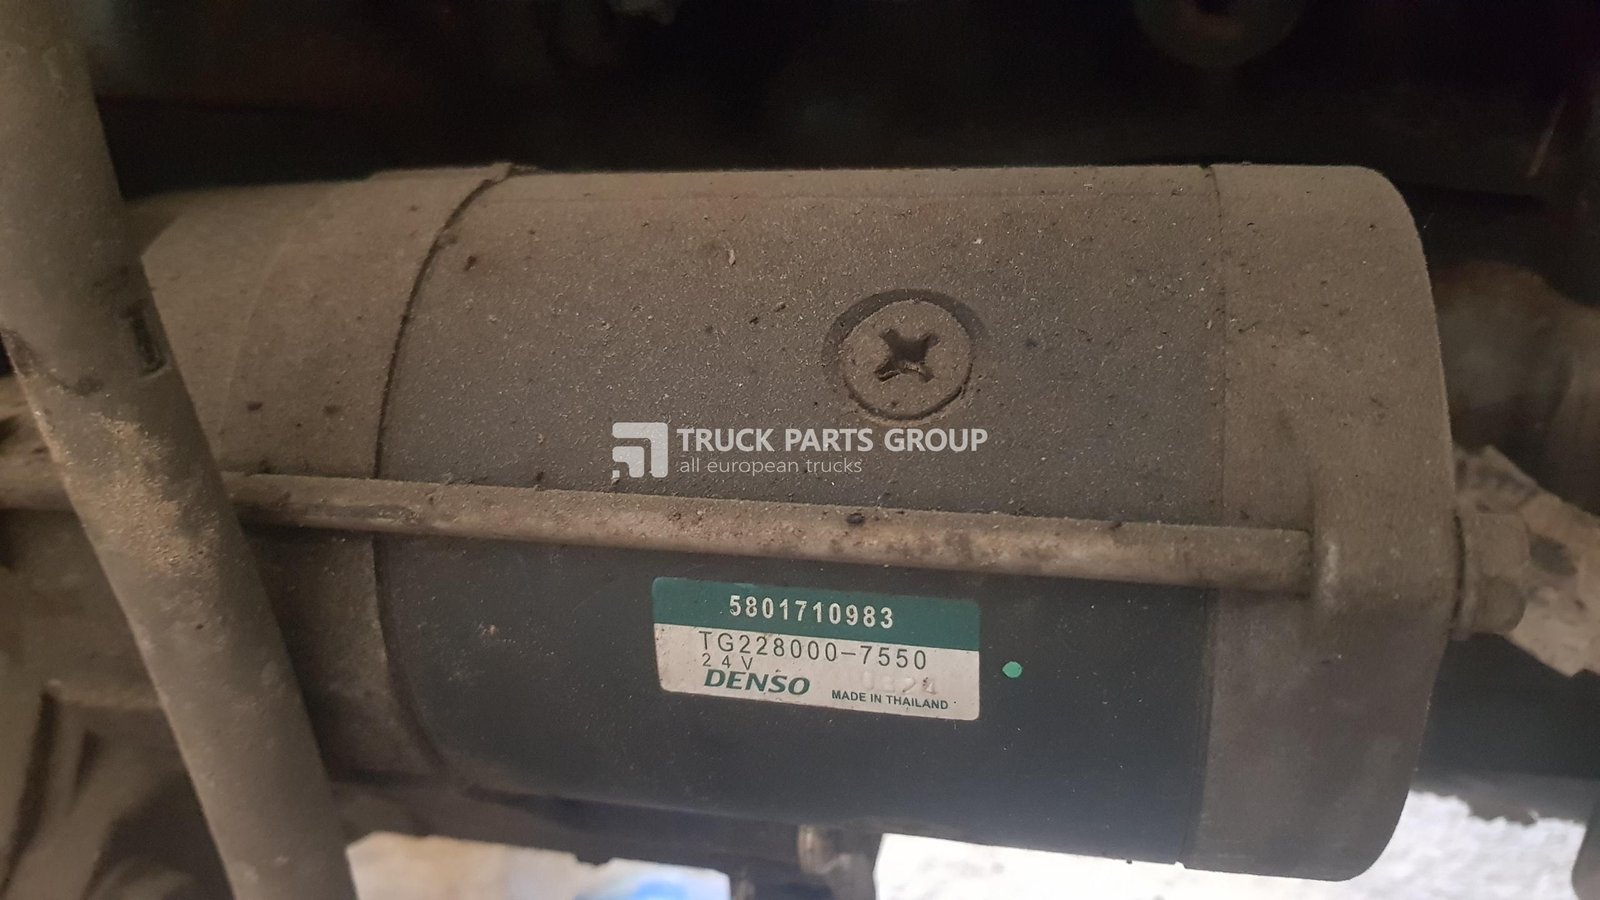 TRUCK PARTS GROUP
all european trucks
5801710983
TG228000-7550
24V
DENSO
MADE IN THAILAND